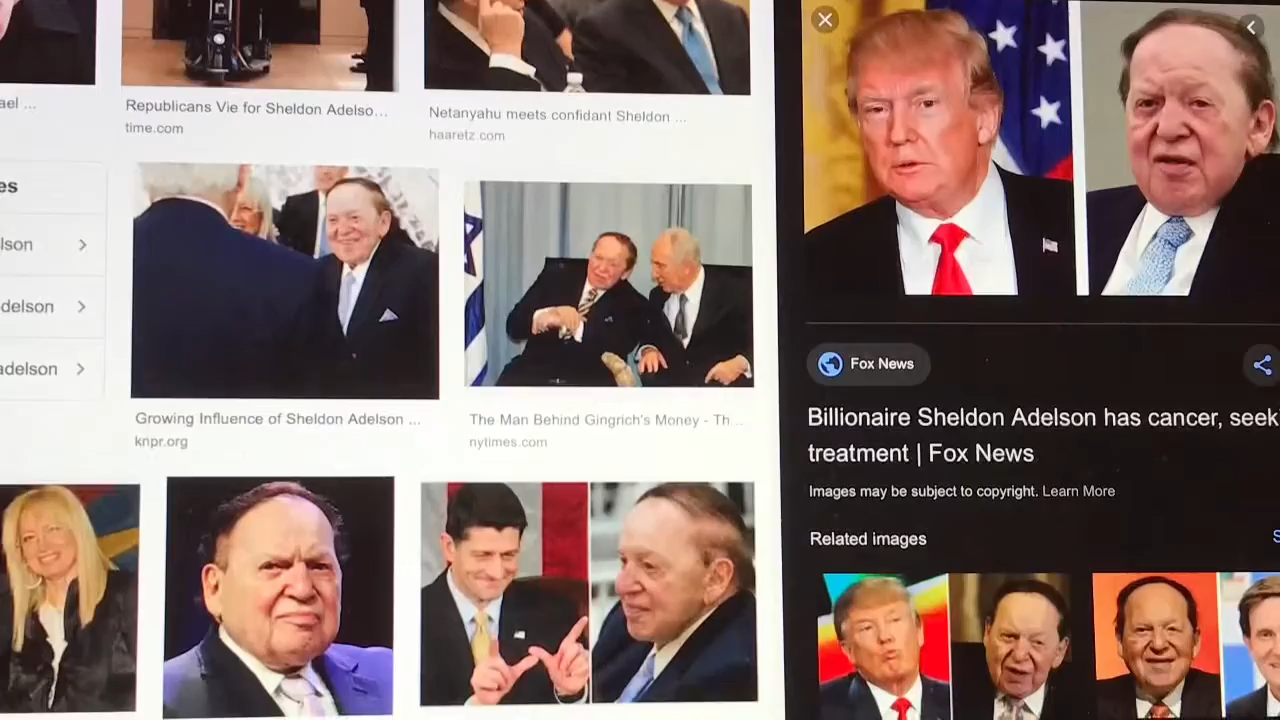 ael ...
Republicans Vie for Sheldon Adelso...
time.com
Netanyahu meets confidant Sheldon ...
haaretz.com
es
lson
delson
adelson
Growing Influence of Sheldon Adelson ...
knpr.org
The Man Behind Gingrich's Money - Th ...
nytimes.com
Fox News
Billionaire Sheldon Adelson has cancer, seek
treatment | Fox News
Images may be subject to copyright. Learn More
Related images
S